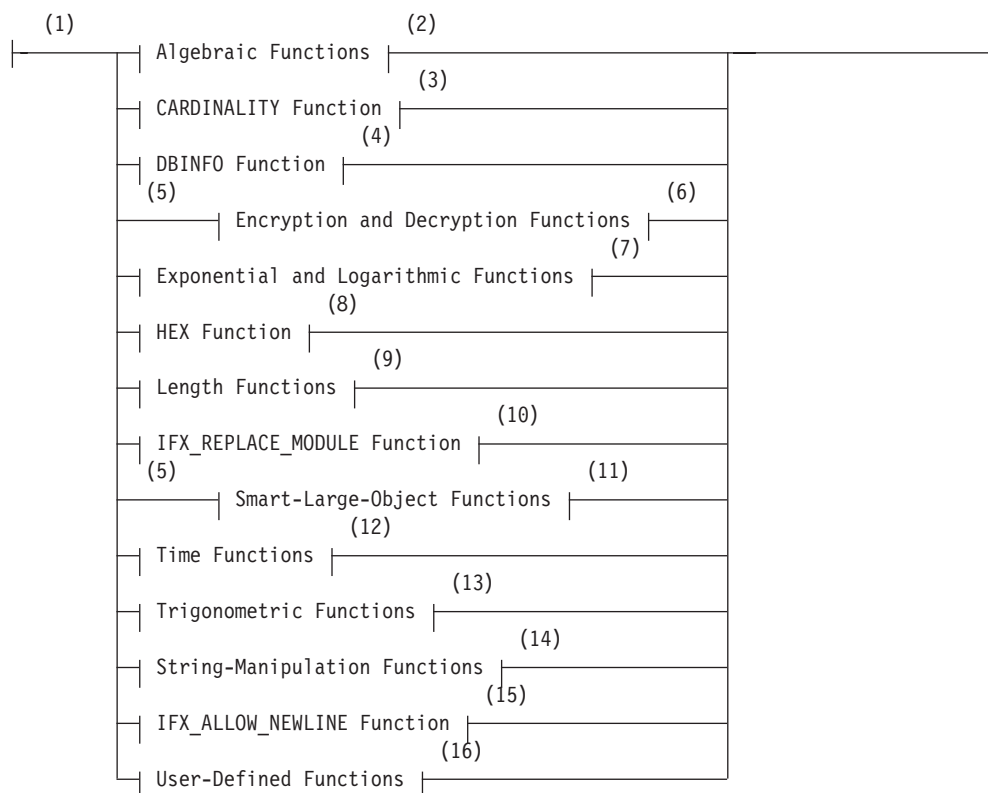 (1) (2)
Algebraic Functions
(3)
CARDINALITY Function
(4)
DBINFO Function
(5) (6)
Encryption and Decryption Functions
(7)
Exponential and Logarithmic Functions
(8)
HEX Function
(9)
Length Functions
(10)
IFX_REPLACE_MODULE Function
(5) (11)
Smart-Large-Object Functions
(12)
Time Functions
(13)
Trigonometric Functions
(14)
String-Manipulation Functions
(15)
IFX_ALLOW_NEWLINE Function
(16)
User-Defined Functions